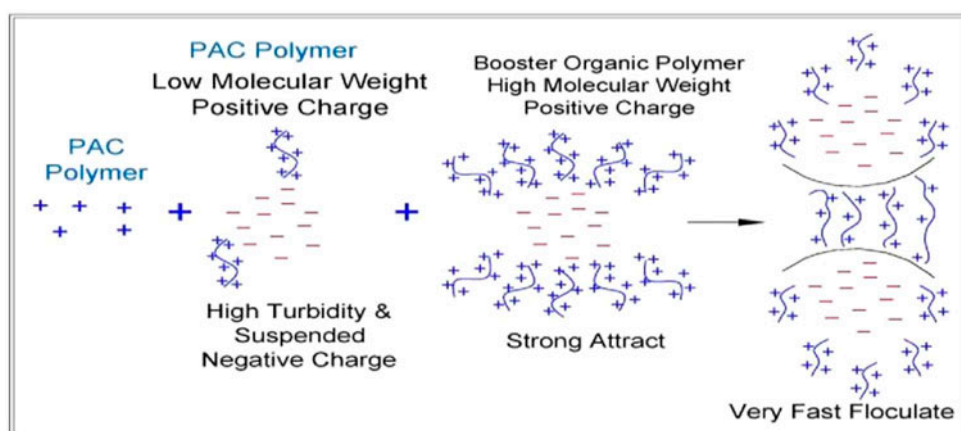 PAC
Polymer
PAC Polymer
Low Molecular Weight
Positive Charge
High Turbidity &
Suspended
Negative Charge
Booster Organic Polymer
High Molecular Weight
Positive Charge
Strong Attract
Very Fast Floculate